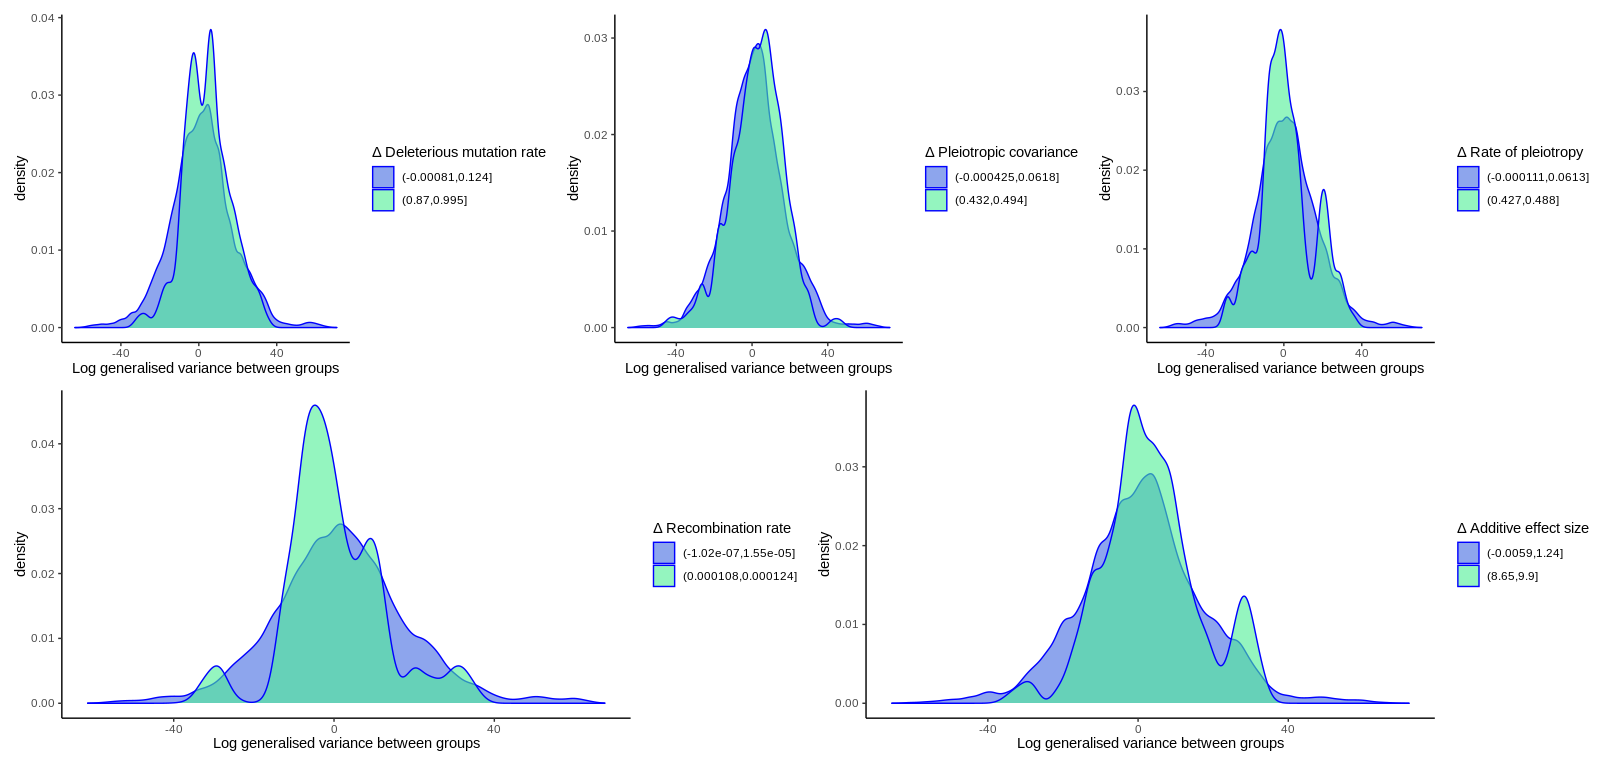 0.04
0.03
0.02
0.01
0.00
density
-40 0 40
Log generalised variance between groups
Δ Deleterious mutation rate
(-0.00081,0.124]
(0.87,0.995]
0.03
0.02
0.01
0.00
density
-40 0 40
Log generalised variance between groups
Δ Pleiotropic covariance
(-0.000425,0.0618]
(0.432,0.494]
0.03
0.02
0.01
0.00
density
-40 0 40
Log generalised variance between groups
Δ Rate of pleiotropy
(-0.000111,0.0613]
(0.427,0.488]
0.04
0.03
0.02
0.01
0.00
density
-40 0 40
Log generalised variance between groups
Δ Recombination rate
(-1.02e-07,1.55e-05]
(0.000108,0.000124]
0.03
0.02
0.01
0.00
density
-40 0 40
Log generalised variance between groups
Δ Additive effect size
(-0.0059,1.24]
(8.65,9.9]